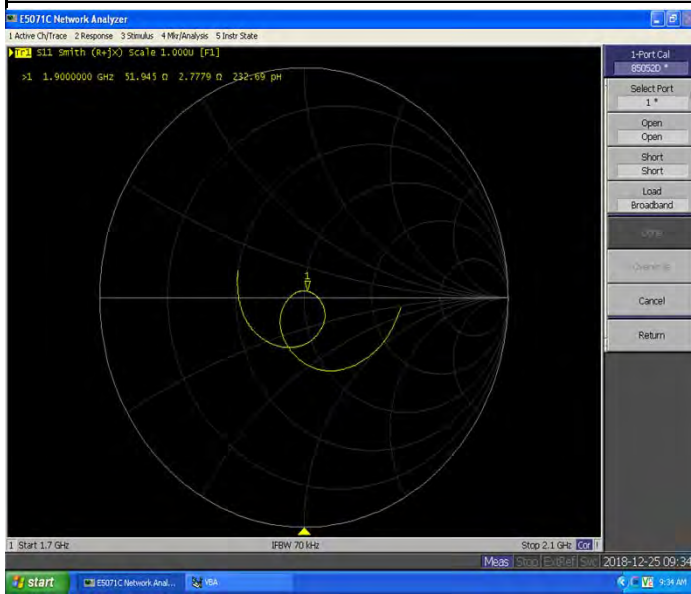 E5071C Network Analyzer
1 Active Ch/Trace 2 Response 3 Stimulus 4 Mkr/Analysis 5 Instr State
Tr1 S11 Smith (R+jX) Scale 1.000U [F1]
>1 1.9000000 GHz 51.945 Ω 2.7779 Ω 232.69 pH
1
1-Port Cal
85052D *
Select Port
1 *
Open
Open
Short
Short
Load
Broadband
Done
Cancel
Return
1 Start 1.7 GHz IFBW 70 kHz Stop 2.1 GHz Cor !
Meas Stop ExtRef Svc 2018-12-25 09:34
start E5071C Network Anal... VBA 9:34 AM